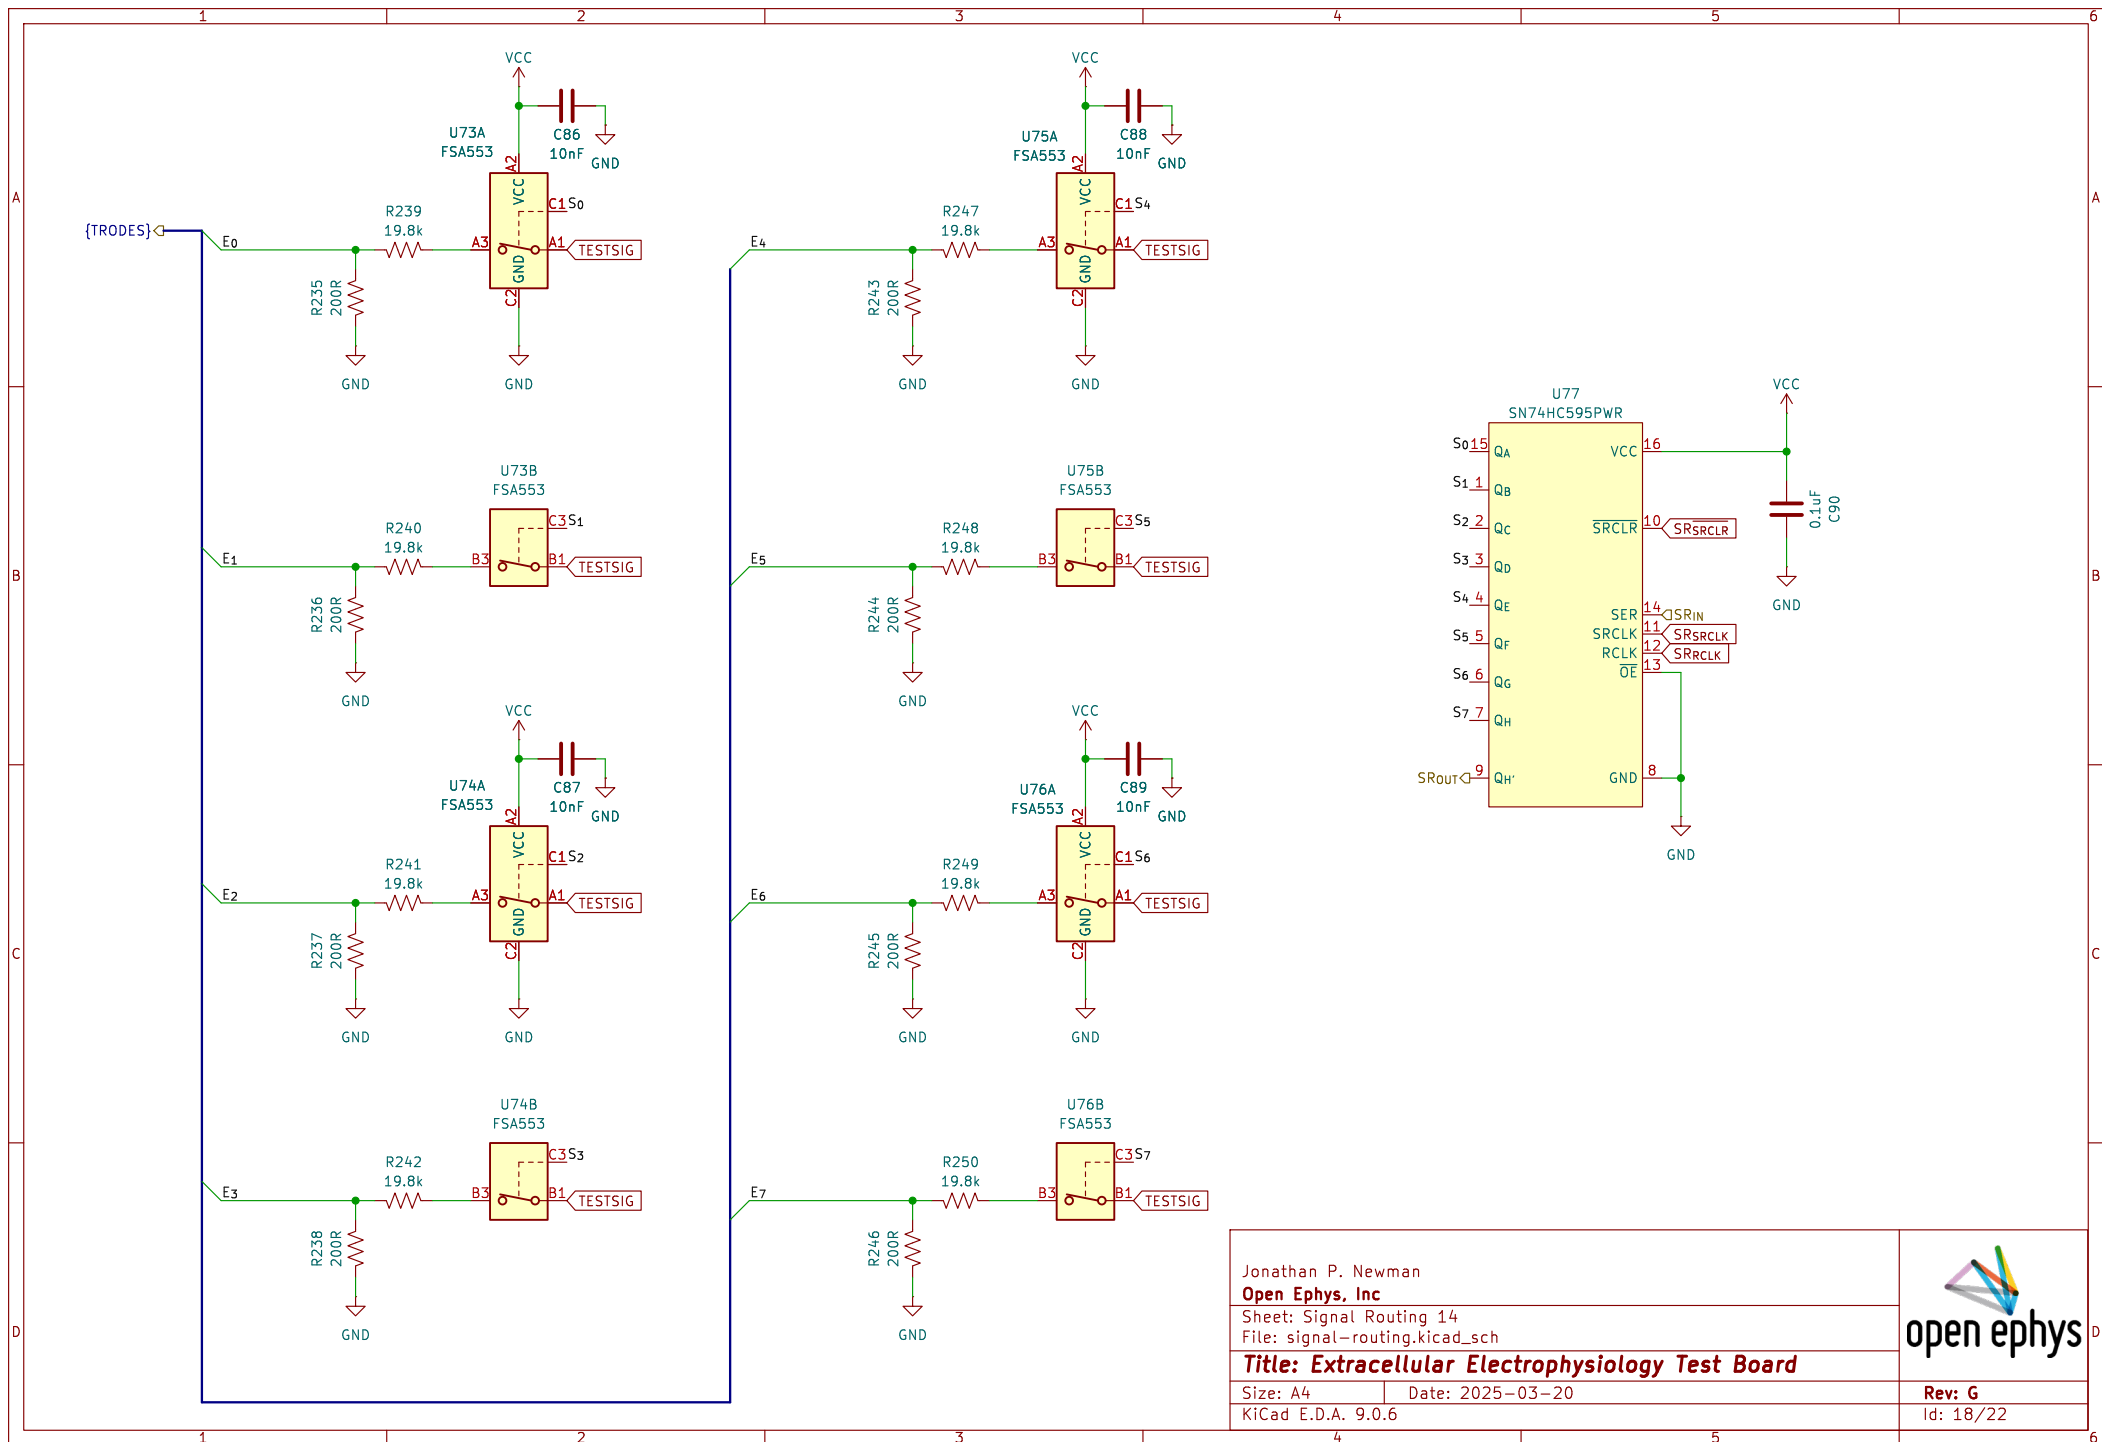 1 2 3 4 5 6
A
B
C
D
A
B
C
D
1 2 3 4 5 6
{TRODES}
VCC
C86
10nF
GND
U73A
FSA553
A2
VCC
C1 S0
E0
R239
19.8k
A3
A1
TESTSIG
GND
C2
R235
200R
GND
GND
U73B
FSA553
C3 S1
E1
R240
19.8k
B3
B1
TESTSIG
R236
200R
GND
VCC
C87
10nF
GND
U74A
FSA553
A2
VCC
C1 S2
E2
R241
19.8k
A3
A1
TESTSIG
GND
C2
R237
200R
GND
GND
U74B
FSA553
C3 S3
E3
R242
19.8k
B3
B1
TESTSIG
R238
200R
GND
VCC
C88
10nF
GND
U75A
FSA553
A2
VCC
C1 S4
E4
R247
19.8k
A3
A1
TESTSIG
GND
C2
R243
200R
GND
GND
U75B
FSA553
C3 S5
E5
R248
19.8k
B3
B1
TESTSIG
R244
200R
GND
VCC
C89
10nF
GND
U76A
FSA553
A2
VCC
C1 S6
E6
R249
19.8k
A3
A1
TESTSIG
GND
C2
R245
200R
GND
GND
U76B
FSA553
C3 S7
E7
R250
19.8k
B3
B1
TESTSIG
R246
200R
GND
U77
SN74HC595PWR
S0 15 QA
S1 1 QB
S2 2 QC
S3 3 QD
S4 4 QE
S5 5 QF
S6 6 QG
S7 7 QH
SROUT 9 QH'
VCC 16
SRCLR 10 SRSRCLR
SER 14 SRIN
SRCLK 11 SRSRCLK
RCLK 12 SRRCLK
OE 13
GND 8
GND
VCC
0.1uF
C90
GND
Jonathan P. Newman
Open Ephys, Inc
Sheet: Signal Routing 14
File: signal-routing.kicad_sch
Title: Extracellular Electrophysiology Test Board
Size: A4 Date: 2025-03-20
KiCad E.D.A. 9.0.6
Rev: G
Id: 18/22
open ephys